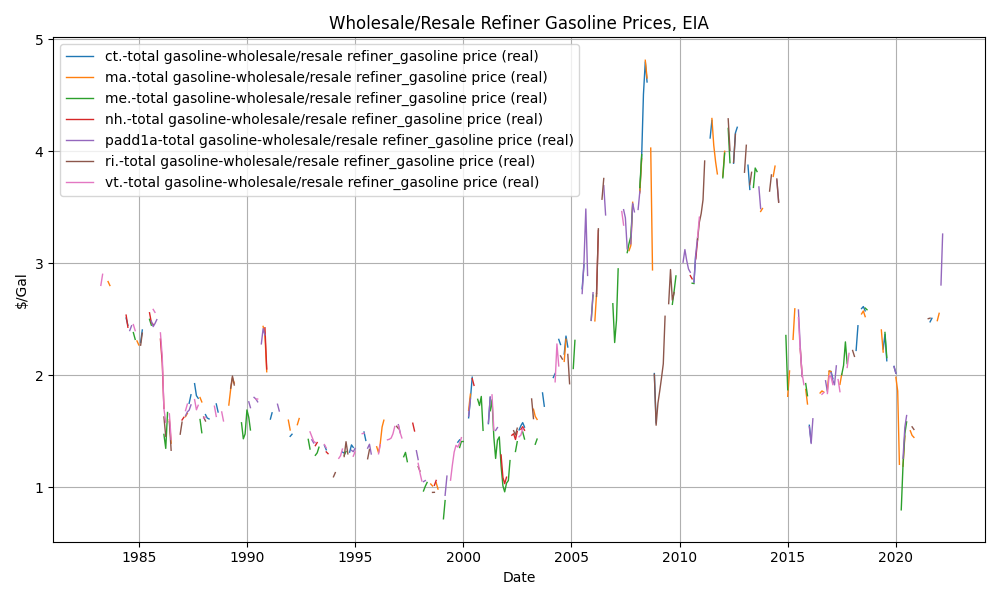 Wholesale/Resale Refiner Gasoline Prices, EIA
5
ct.-total gasoline-wholesale/resale refiner_gasoline price (real)
ma.-total gasoline-wholesale/resale refiner_gasoline price (real)
me.-total gasoline-wholesale/resale refiner_gasoline price (real)
nh.-total gasoline-wholesale/resale refiner_gasoline price (real)
padd1a-total gasoline-wholesale/resale refiner_gasoline price (real)
ri.-total gasoline-wholesale/resale refiner_gasoline price (real)
vt.-total gasoline-wholesale/resale refiner_gasoline price (real)
4
3
2
1
$/Gal
1985 1990 1995 2000 2005 2010 2015 2020
Date